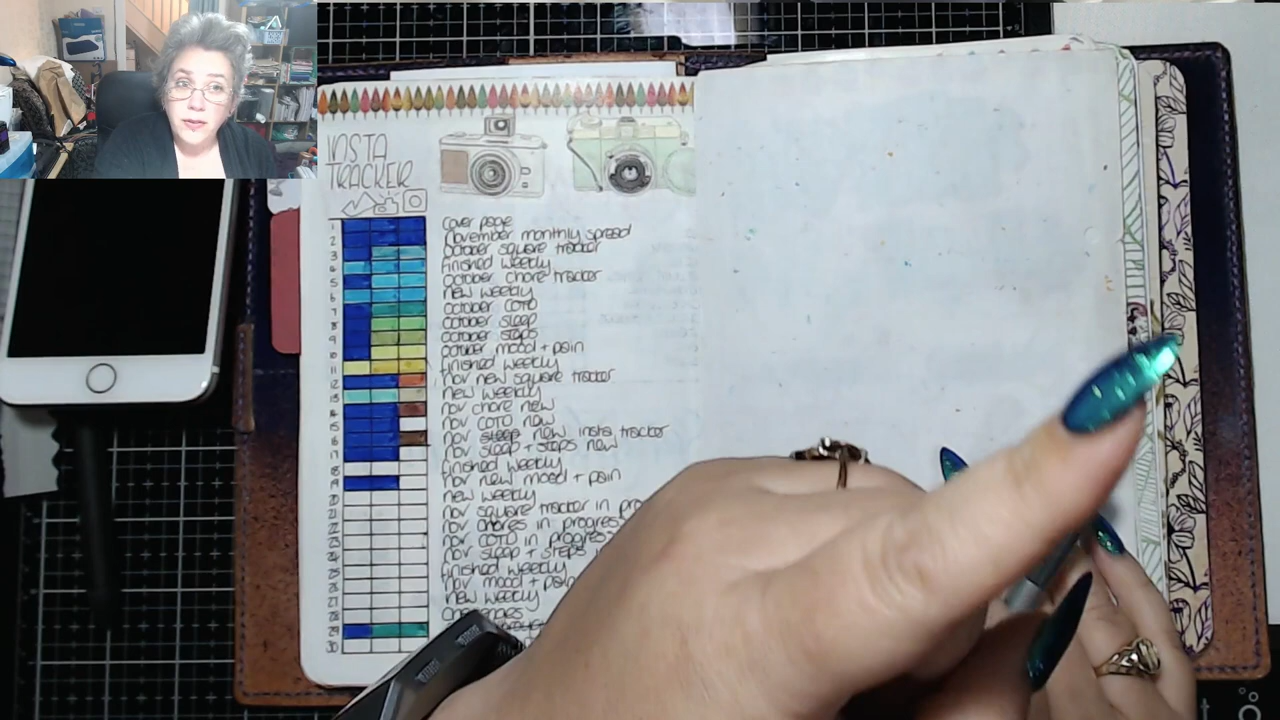 INSTA
TRACKER
1 cover page
2 november monthly spread
3 october square tracker
4 finished weekly
5 october chore tracker
6 new weekly
7 october COTD
8 october sleep
9 october steps
10 october mood + pain
11 finished weekly
12 nov new square tracker
13 new weekly
14 nov chore new
15 nov COTD new
16 nov sleep new insta tracker
17 nov sleep + steps new
18 finished weekly
19 nov new mood + pain
20 new weekly
21 nov square tracker in pro
22 nov chores in progress
23 nov COTD in progress
24 nov sleep + steps
25 finished weekly
26 nov mood + pain
27 new weekly
28
29
30